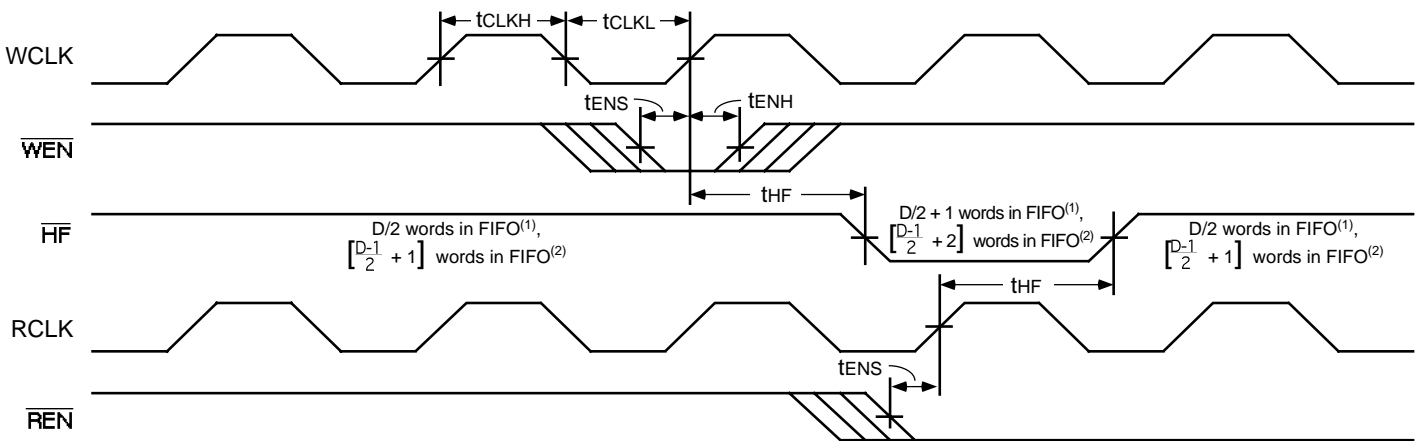 tCLKH tCLKL
WCLK
tENS tENH
WEN
tHF
HF
D/2 words in FIFO(1),
[D-1/2 + 1] words in FIFO(2)
D/2 + 1 words in FIFO(1),
[D-1/2 + 2] words in FIFO(2)
D/2 words in FIFO(1),
[D-1/2 + 1] words in FIFO(2)
tHF
RCLK
tENS
REN